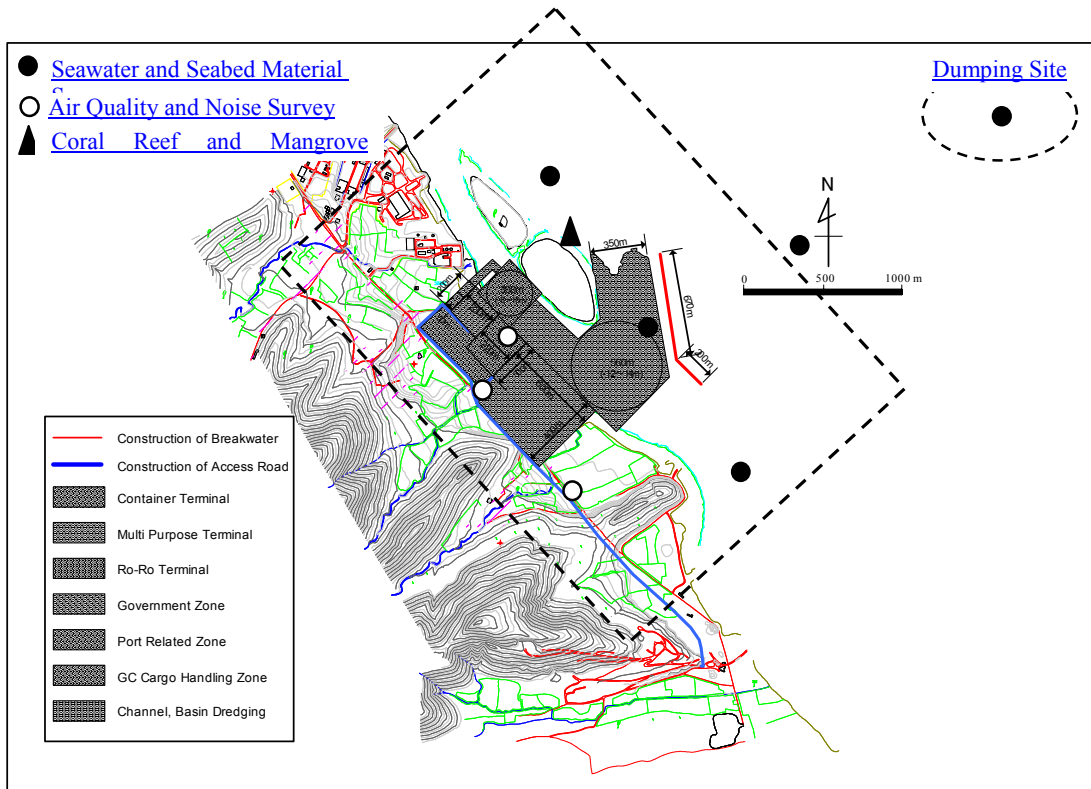 Seawater and Seabed Material
Air Quality and Noise Survey
Coral Reef and Mangrove
Dumping Site
N
0 500 1000 m
350m
600m
200m
Construction of Breakwater
Construction of Access Road
Container Terminal
Multi Purpose Terminal
Ro-Ro Terminal
Government Zone
Port Related Zone
GC Cargo Handling Zone
Channel, Basin Dredging